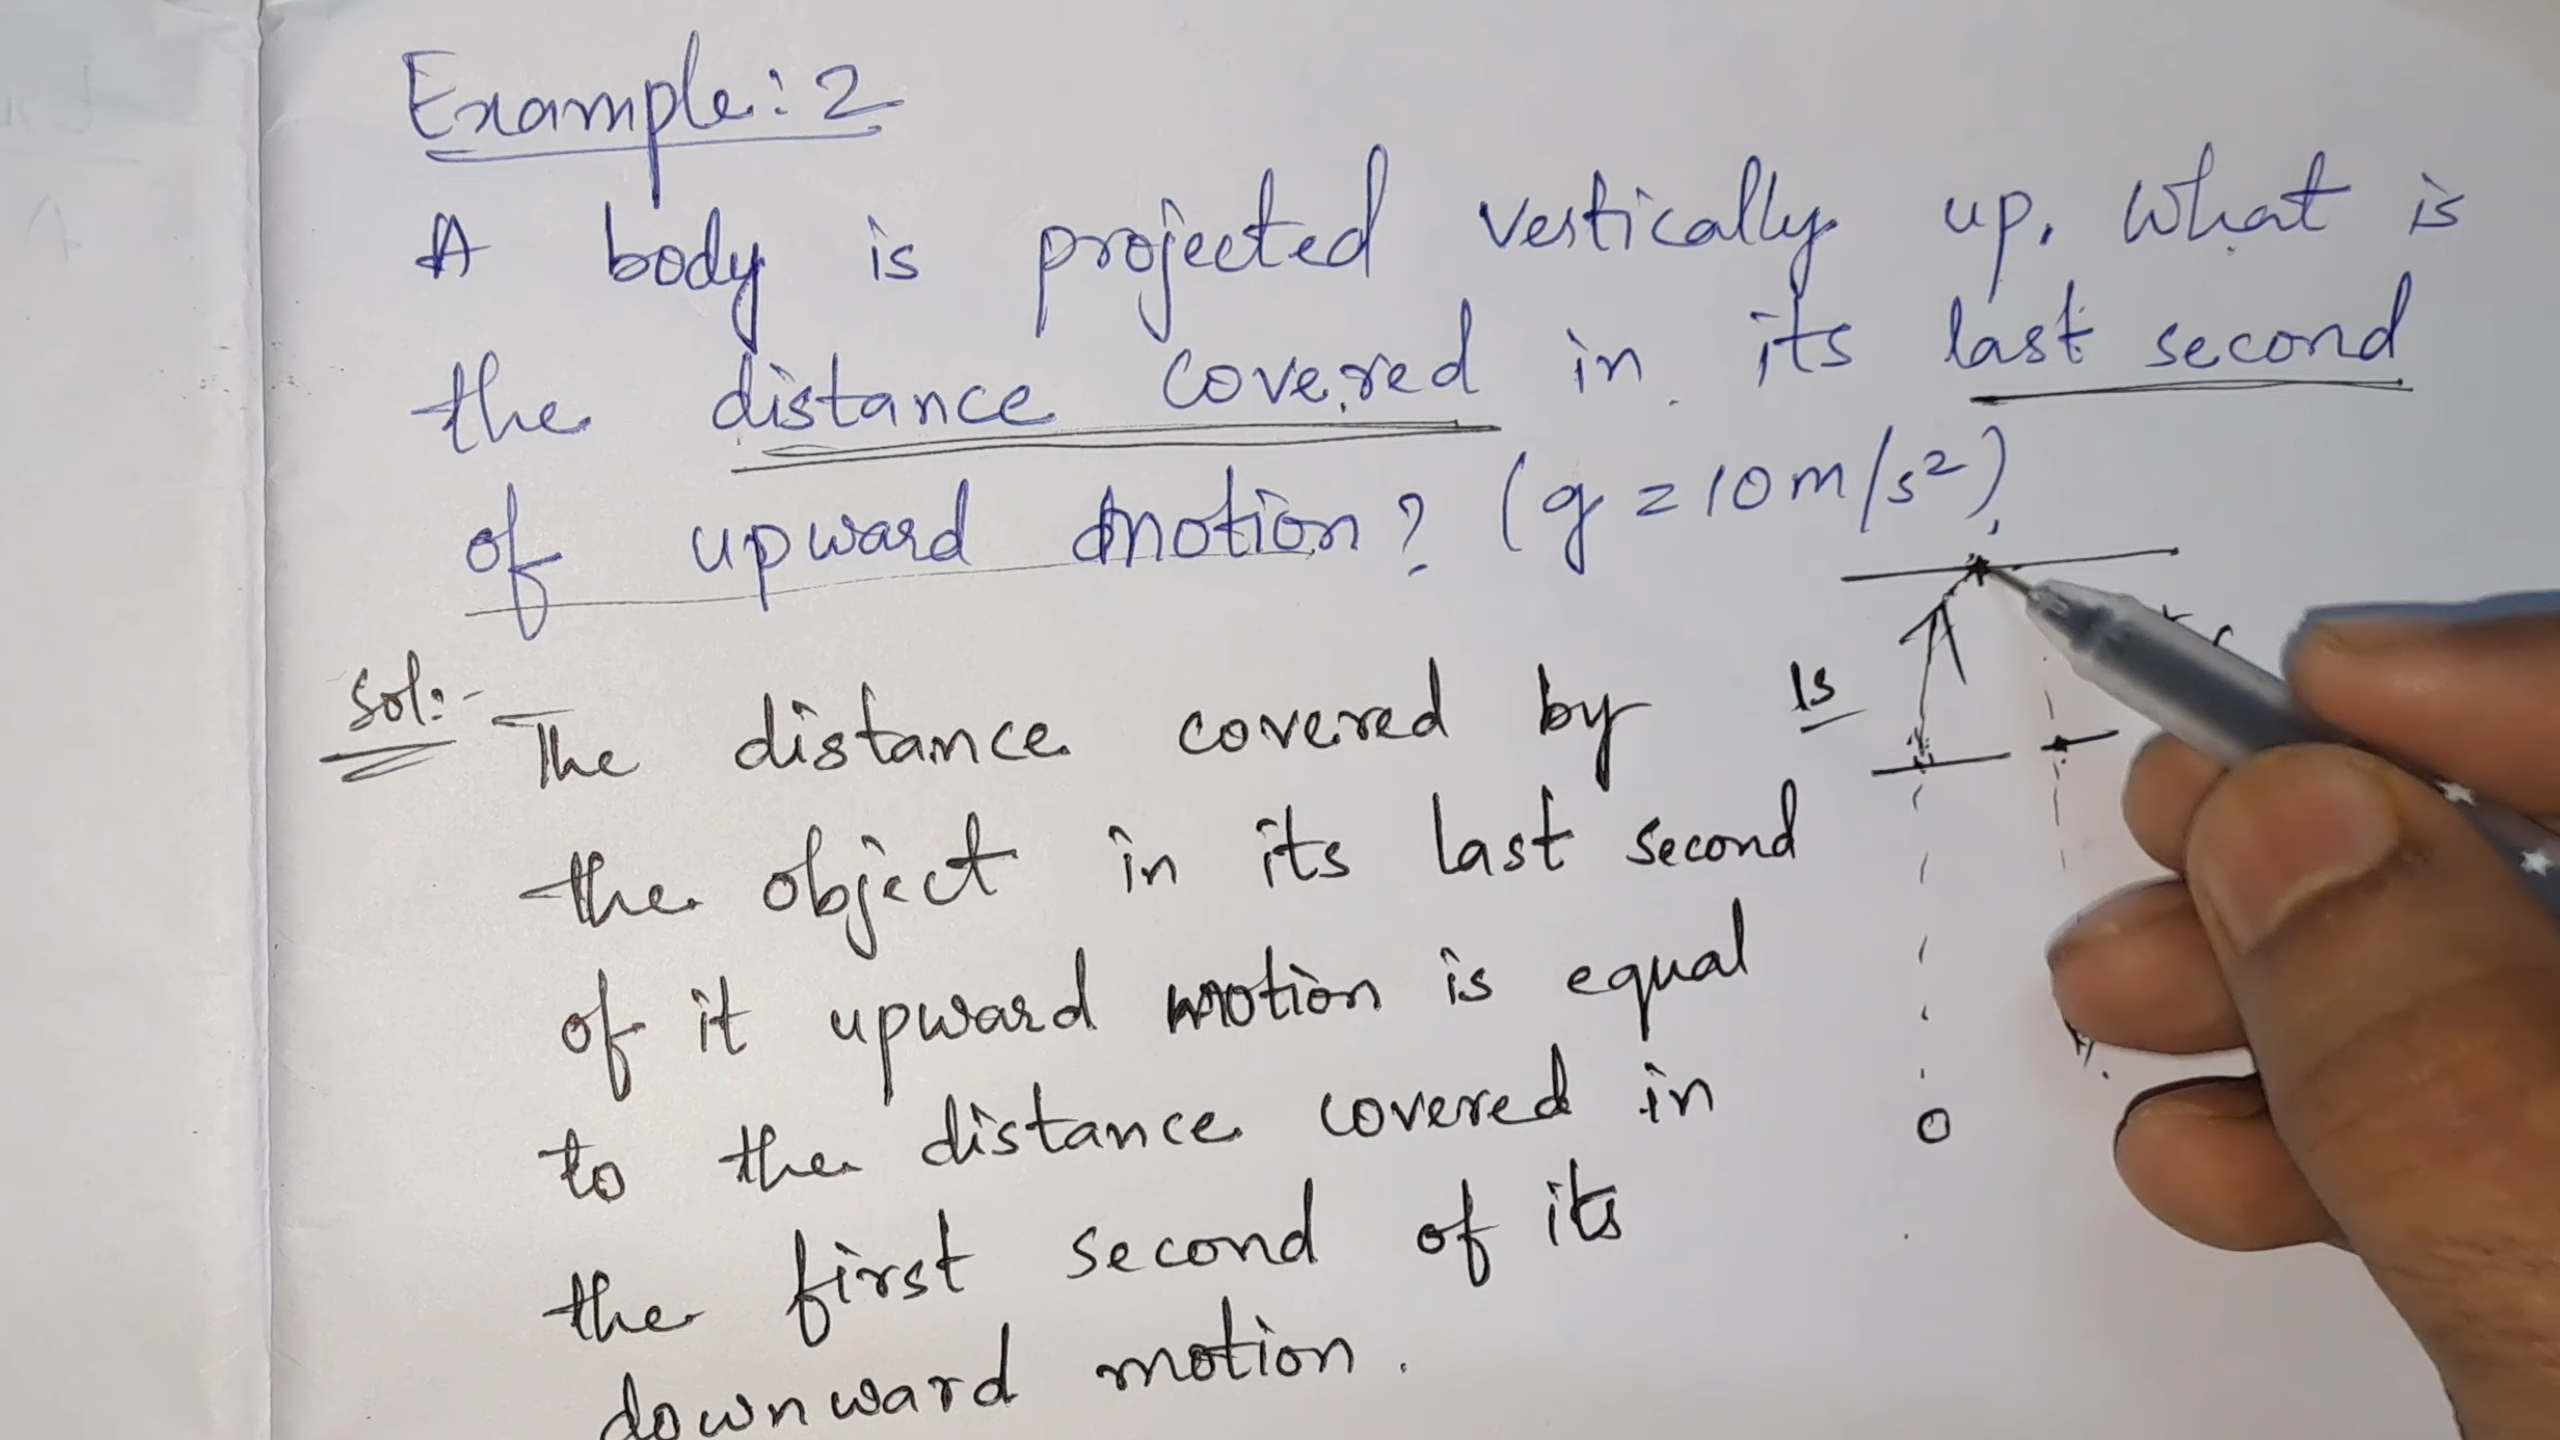 Example: 2
A body is projected vertically up. What is
the distance covered in its last second
of upward motion? (g = 10 m/s²)
Sol:- The distance covered by
the object in its last second
of it upward motion is equal
to the distance covered in
the first second of its
downward motion.
1s